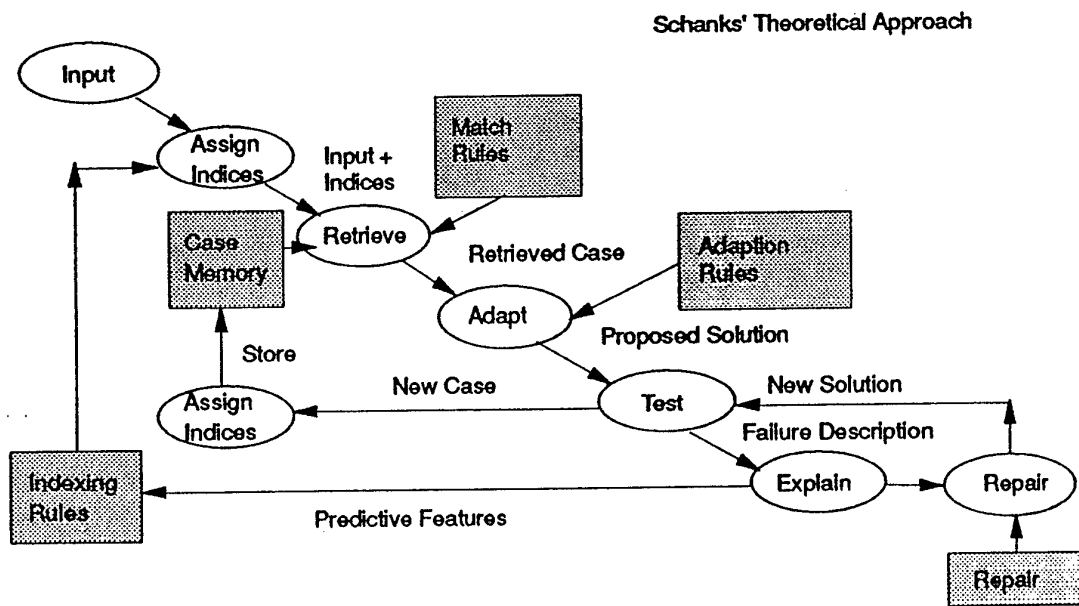 Schanks' Theoretical Approach
Input
Assign
Indices
Input +
Indices
Match
Rules
Case
Memory
Retrieve
Retrieved Case
Adaption
Rules
Adapt
Proposed Solution
Store
New Case
Assign
Indices
Test
New Solution
Failure Description
Indexing
Rules
Explain
Repair
Predictive Features
Repair